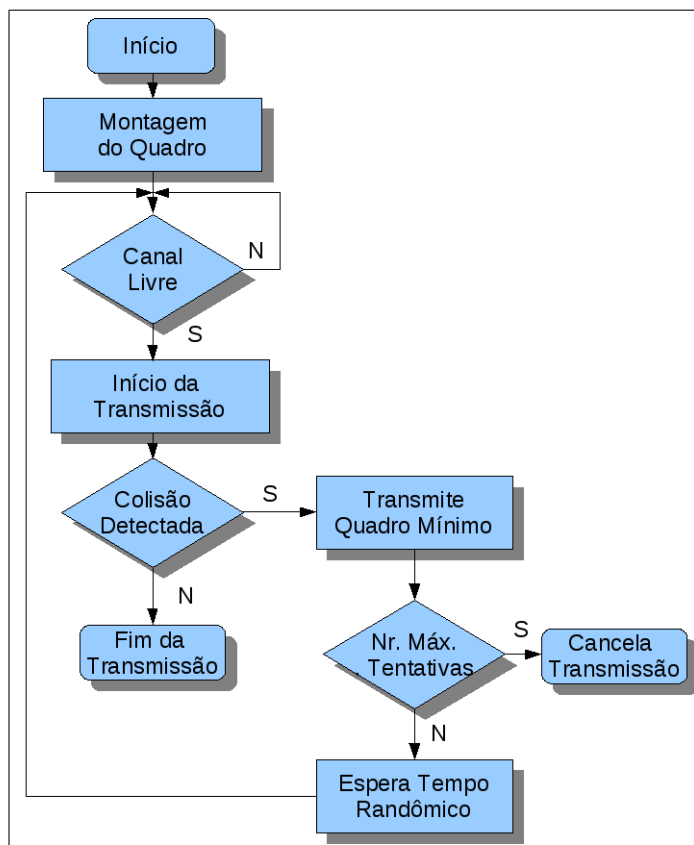 Início
Montagem
do Quadro
Canal
Livre
N
S
Início da
Transmissão
Colisão
Detectada
S
N
Fim da
Transmissão
Transmite
Quadro Mínimo
Nr. Máx.
. Tentativas
S
Cancela
Transmissão
N
Espera Tempo
Randômico